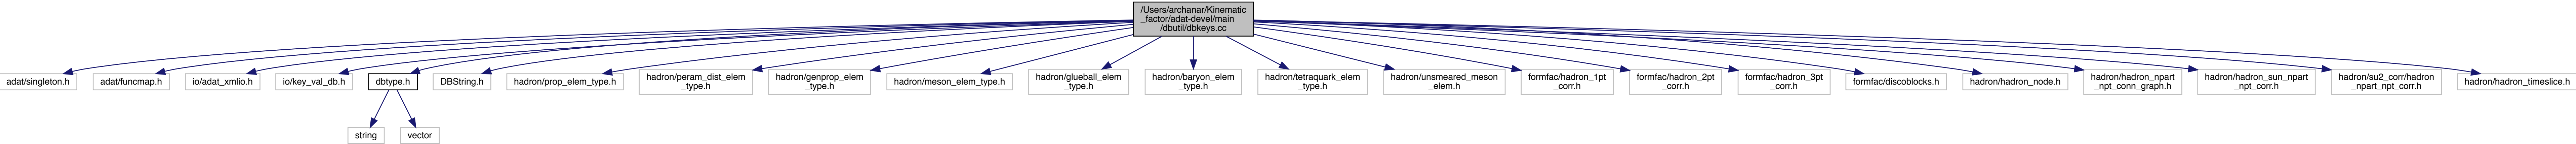 /Users/archanar/Kinematic
_factor/adat-devel/main
/dbutil/dbkeys.cc
adat/singleton.h
adat/funcmap.h
io/adat_xmlio.h
io/key_val_db.h
dbtype.h
DBString.h
hadron/prop_elem_type.h
hadron/peram_dist_elem
_type.h
hadron/genprop_elem
_type.h
hadron/meson_elem_type.h
hadron/glueball_elem
_type.h
hadron/baryon_elem
_type.h
hadron/tetraquark_elem
_type.h
hadron/unsmeared_meson
_elem.h
formfac/hadron_1pt
_corr.h
formfac/hadron_2pt
_corr.h
formfac/hadron_3pt
_corr.h
formfac/discoblocks.h
hadron/hadron_node.h
hadron/hadron_npart
_npt_conn_graph.h
hadron/hadron_sun_npart
_npt_corr.h
hadron/su2_corr/hadron
_npart_npt_corr.h
hadron/hadron_timeslice.h
string
vector